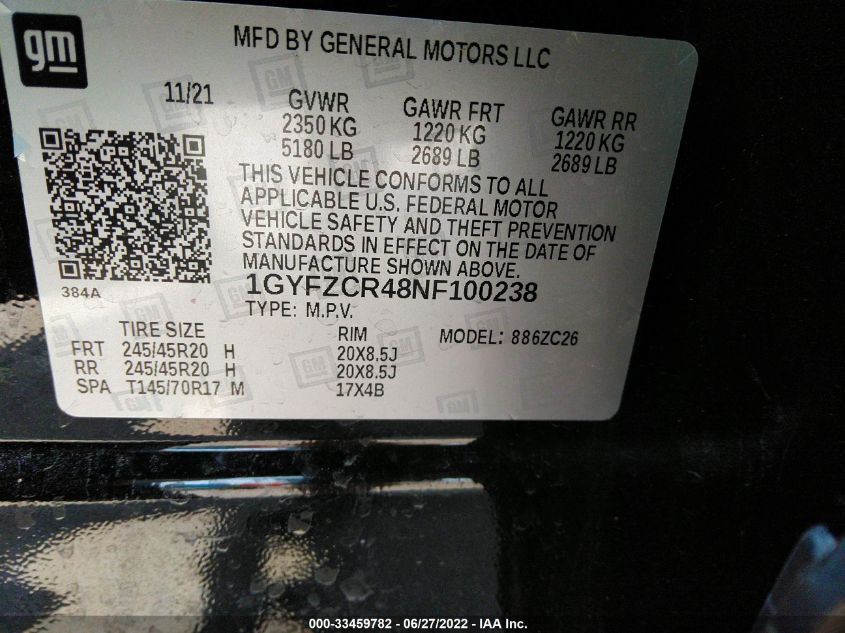 gm
MFD BY GENERAL MOTORS LLC
11/21 GVWR GAWR FRT GAWR RR
2350 KG 1220 KG 1220 KG
5180 LB 2689 LB 2689 LB
THIS VEHICLE CONFORMS TO ALL
APPLICABLE U.S. FEDERAL MOTOR
VEHICLE SAFETY AND THEFT PREVENTION
STANDARDS IN EFFECT ON THE DATE OF
MANUFACTURE SHOWN ABOVE.
384A
1GYFZCR48NF100238
TYPE: M.P.V.
TIRE SIZE RIM MODEL: 886ZC26
FRT 245/45R20 H 20X8.5J
RR 245/45R20 H 20X8.5J
SPA T145/70R17 M 17X4B
000-33459782 - 06/27/2022 - © IAA Inc.